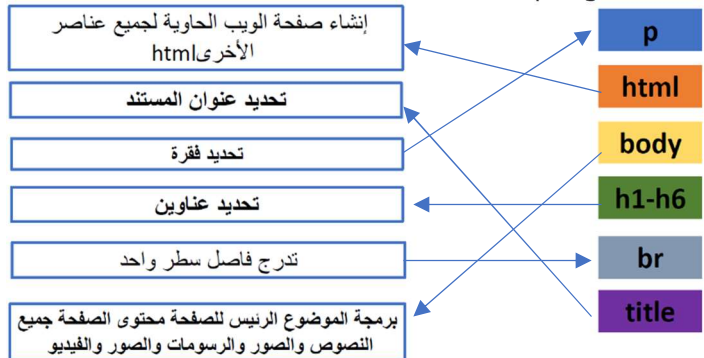 إنشاء صفحة الويب الحاوية لجميع عناصر
الأخرىhtml
تحديد عنوان المستند
تحديد فقرة
تحديد عناوين
تدرج فاصل سطر واحد
برمجة الموضوع الرئيس للصفحة محتوى الصفحة جميع
النصوص والصور والرسومات والصور والفيديو
p
html
body
h1-h6
br
title